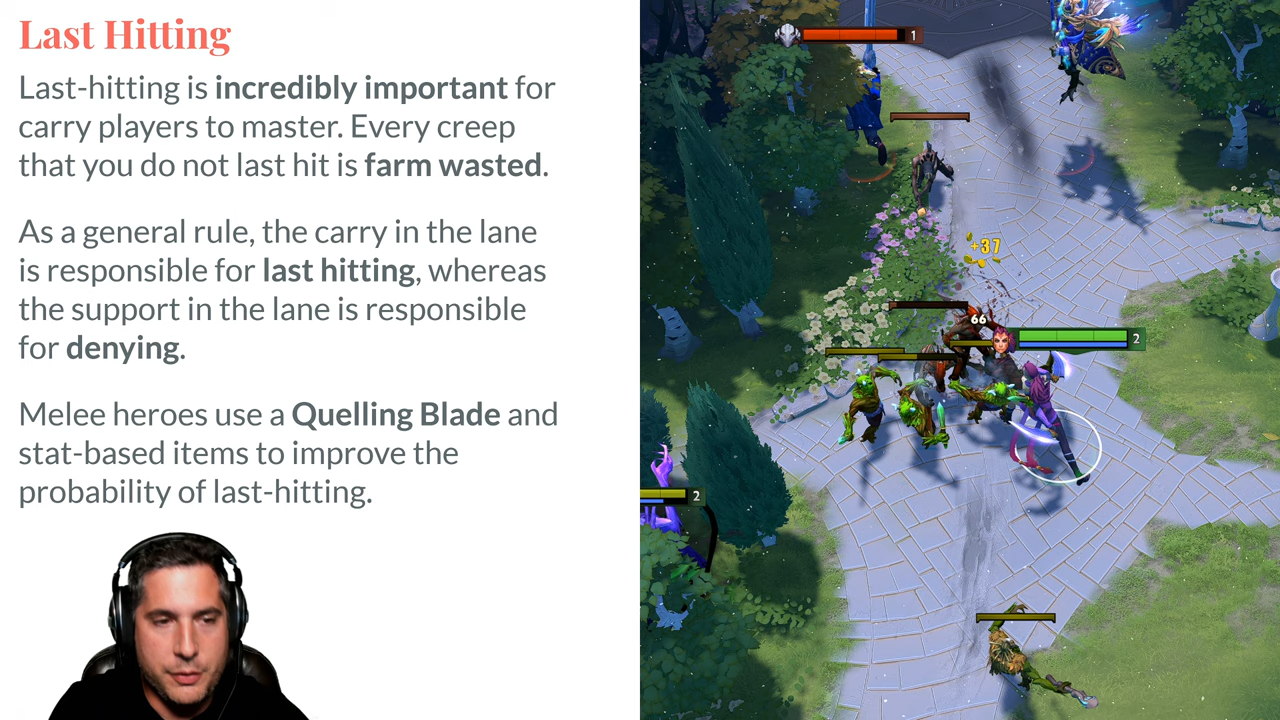 Last Hitting
Last-hitting is incredibly important for
carry players to master. Every creep
that you do not last hit is farm wasted.
As a general rule, the carry in the lane
is responsible for last hitting, whereas
the support in the lane is responsible
for denying.
Melee heroes use a Quelling Blade and
stat-based items to improve the
probability of last-hitting.
1
+37
66
2
2